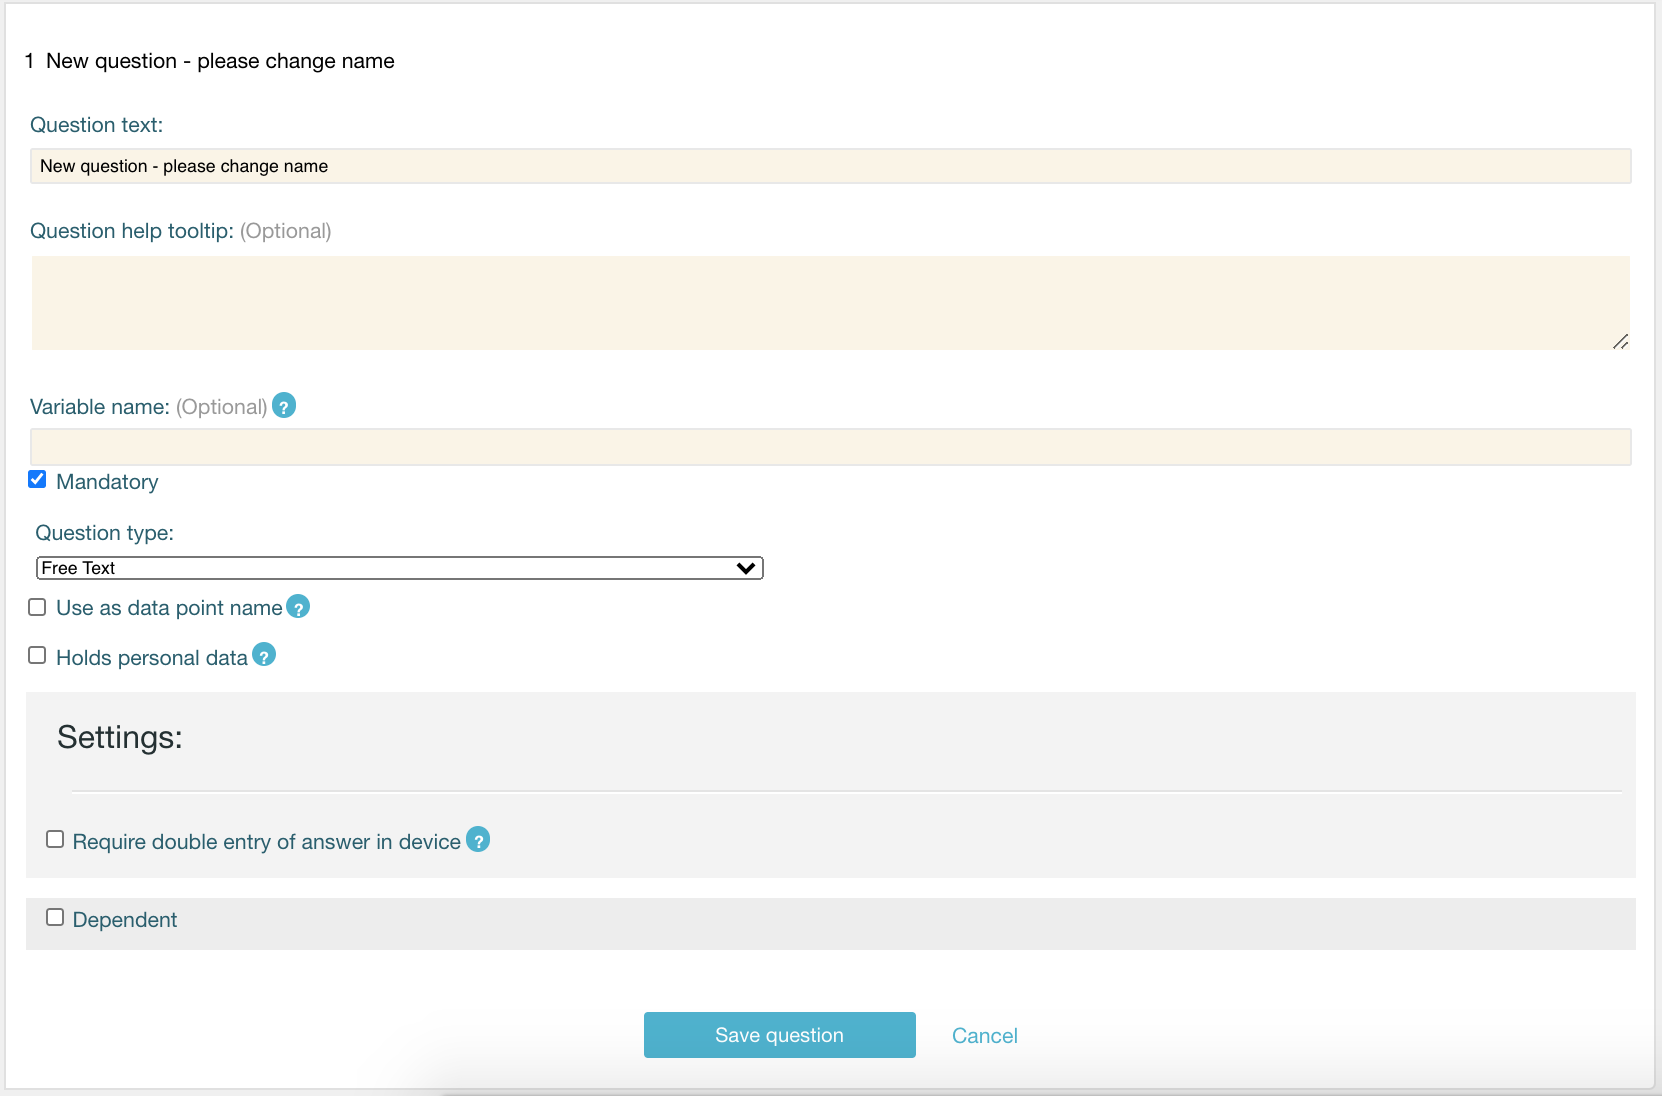 1 New question - please change name
Question text:
New question - please change name
Question help tooltip: (Optional)
Variable name: (Optional) ?
Mandatory
Question type:
Free Text
Use as data point name ?
Holds personal data ?
Settings:
Require double entry of answer in device ?
Dependent
Save question Cancel